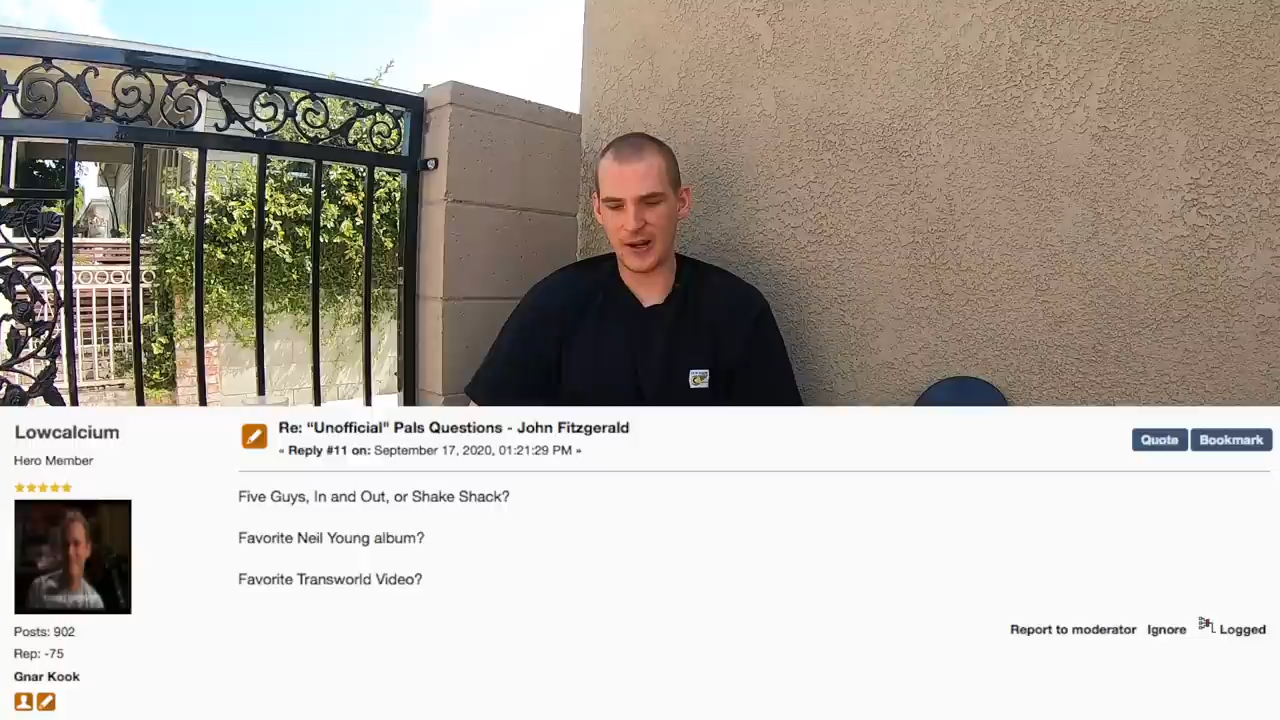 Lowcalcium
Hero Member
Re: "Unofficial" Pals Questions - John Fitzgerald
« Reply #11 on: September 17, 2020, 01:21:29 PM »
Quote
Bookmark
Five Guys, In and Out, or Shake Shack?
Favorite Neil Young album?
Favorite Transworld Video?
Posts: 902
Rep: -75
Gnar Kook
Report to moderator Ignore Logged